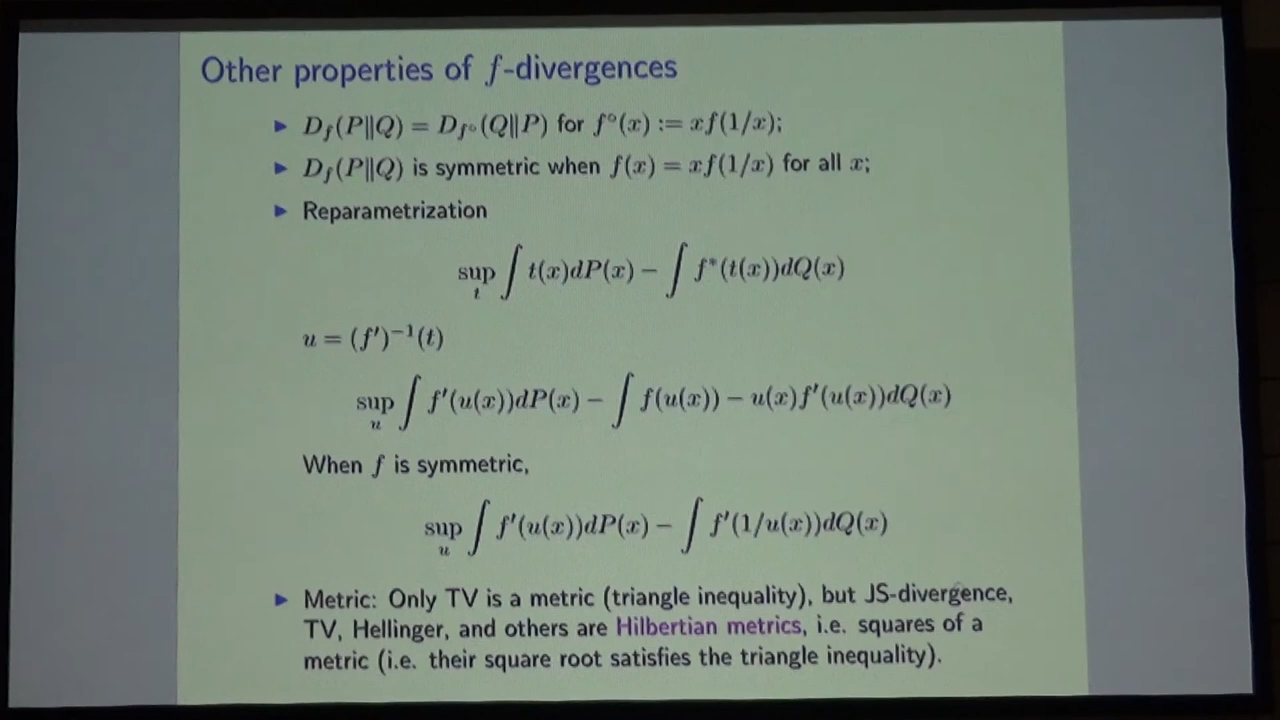 Other properties of f-divergences
▶ D_f(P‖Q) = D_{f°}(Q‖P) for f°(x) := xf(1/x);
▶ D_f(P‖Q) is symmetric when f(x) = xf(1/x) for all x;
▶ Reparametrization
sup_t ∫ t(x)dP(x) − ∫ f*(t(x))dQ(x)
u = (f′)⁻¹(t)
sup_u ∫ f′(u(x))dP(x) − ∫ f(u(x)) − u(x)f′(u(x))dQ(x)
When f is symmetric,
sup_u ∫ f′(u(x))dP(x) − ∫ f′(1/u(x))dQ(x)
▶ Metric: Only TV is a metric (triangle inequality), but JS-divergence,
TV, Hellinger, and others are Hilbertian metrics, i.e. squares of a
metric (i.e. their square root satisfies the triangle inequality).